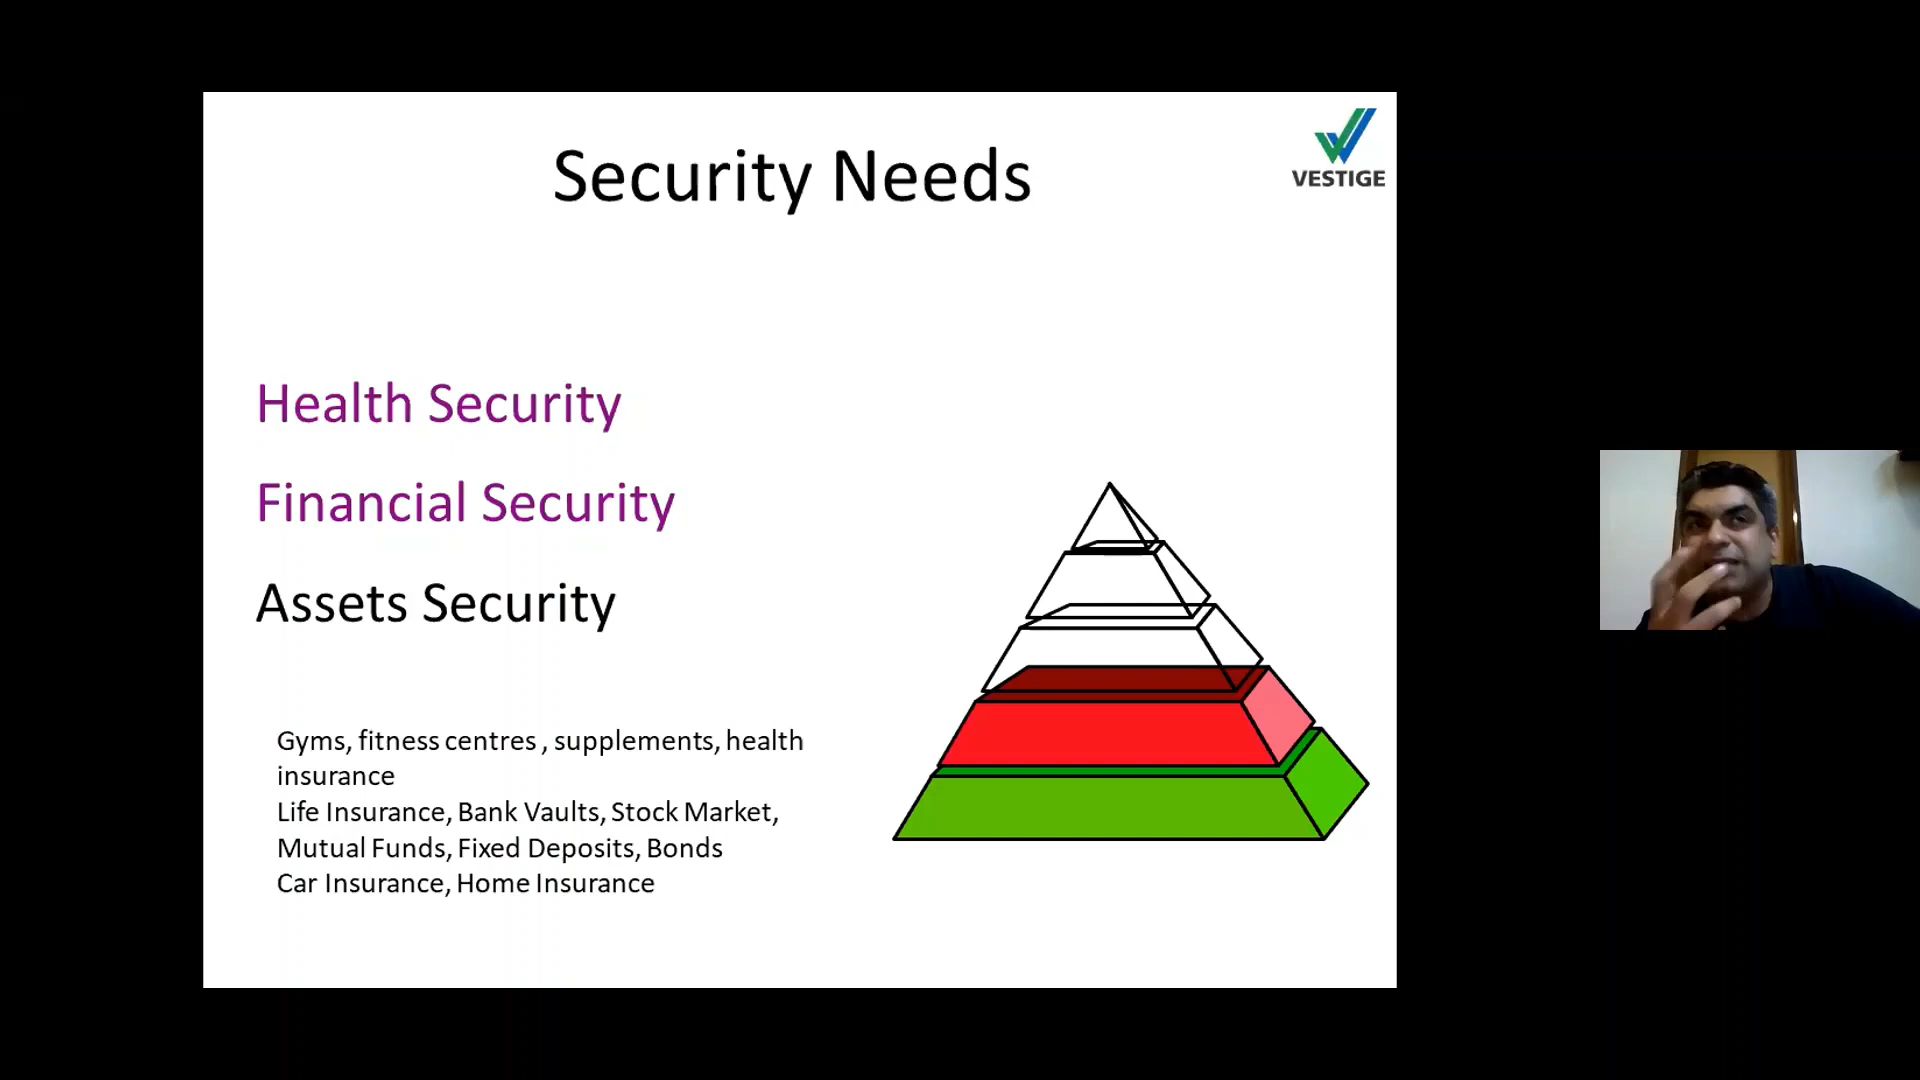 Security Needs
VESTIGE
Health Security
Financial Security
Assets Security
Gyms, fitness centres , supplements, health
insurance
Life Insurance, Bank Vaults, Stock Market,
Mutual Funds, Fixed Deposits, Bonds
Car Insurance, Home Insurance